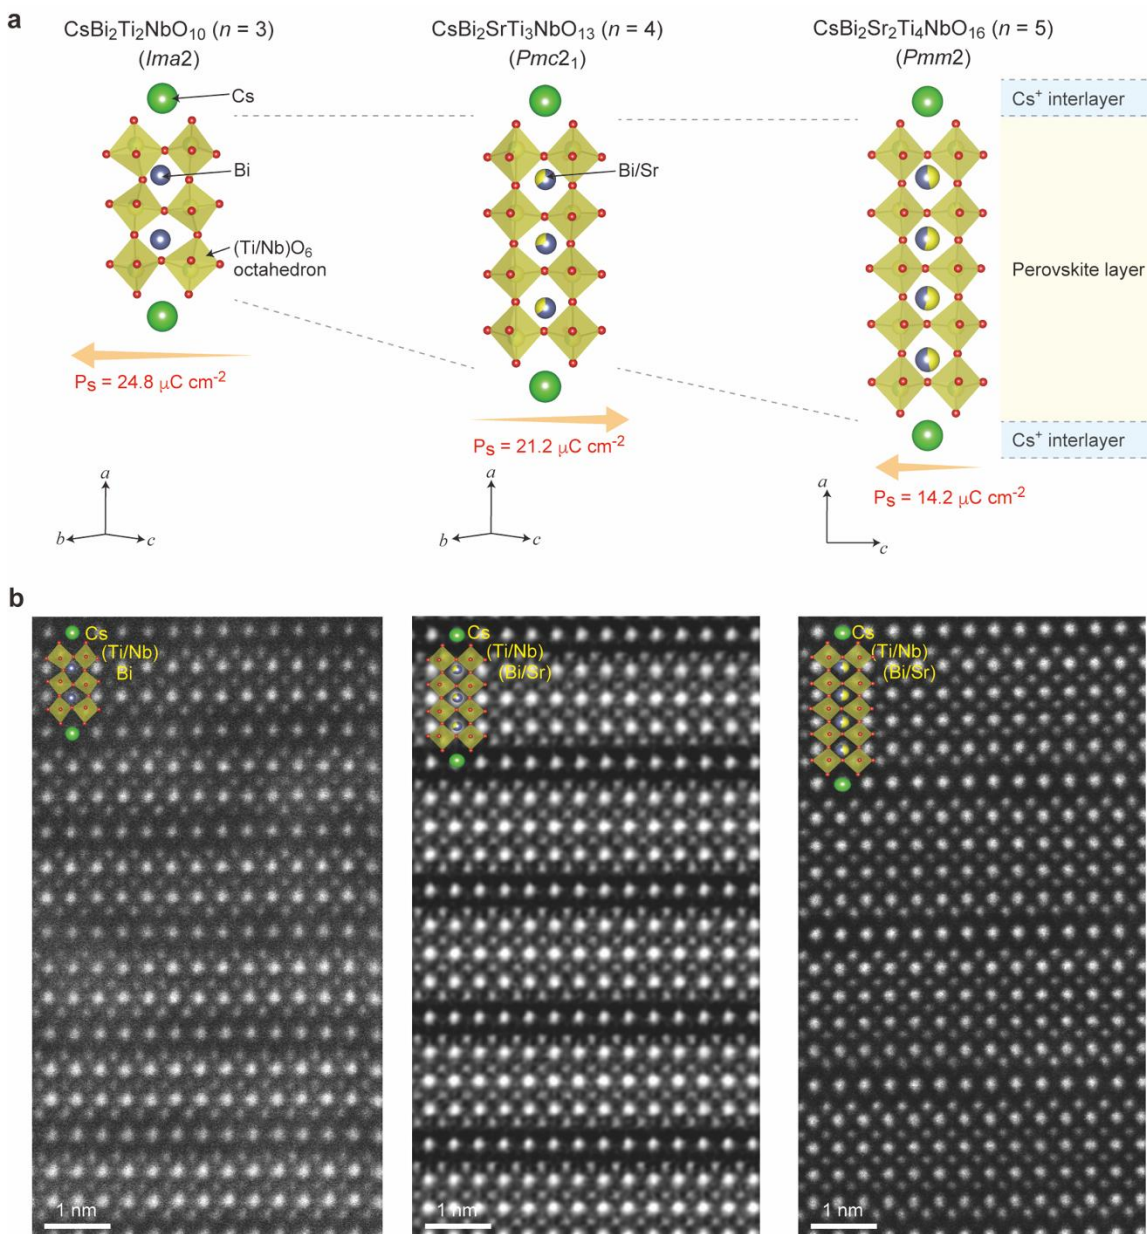 a
CsBi₂Ti₂NbO₁₀ (n = 3)
(Ima2)
CsBi₂SrTi₃NbO₁₃ (n = 4)
(Pmc2₁)
CsBi₂Sr₂Ti₄NbO₁₆ (n = 5)
(Pmm2)
Cs
Bi
(Ti/Nb)O₆
octahedron
Bi/Sr
Cs⁺ interlayer
Perovskite layer
Cs⁺ interlayer
Ps = 24.8 μC cm⁻²
Ps = 21.2 μC cm⁻²
Ps = 14.2 μC cm⁻²
a
b
c
a
b
c
a
c
b
Cs
(Ti/Nb)
Bi
1 nm
Cs
(Ti/Nb)
(Bi/Sr)
1 nm
Cs
(Ti/Nb)
(Bi/Sr)
1 nm